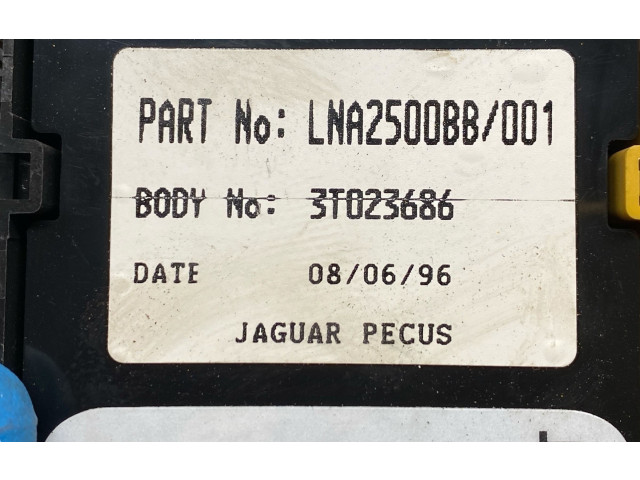 PART No: LNA2500BB/001
BODY No: 3T023686
DATE 08/06/96
JAGUAR PECUS